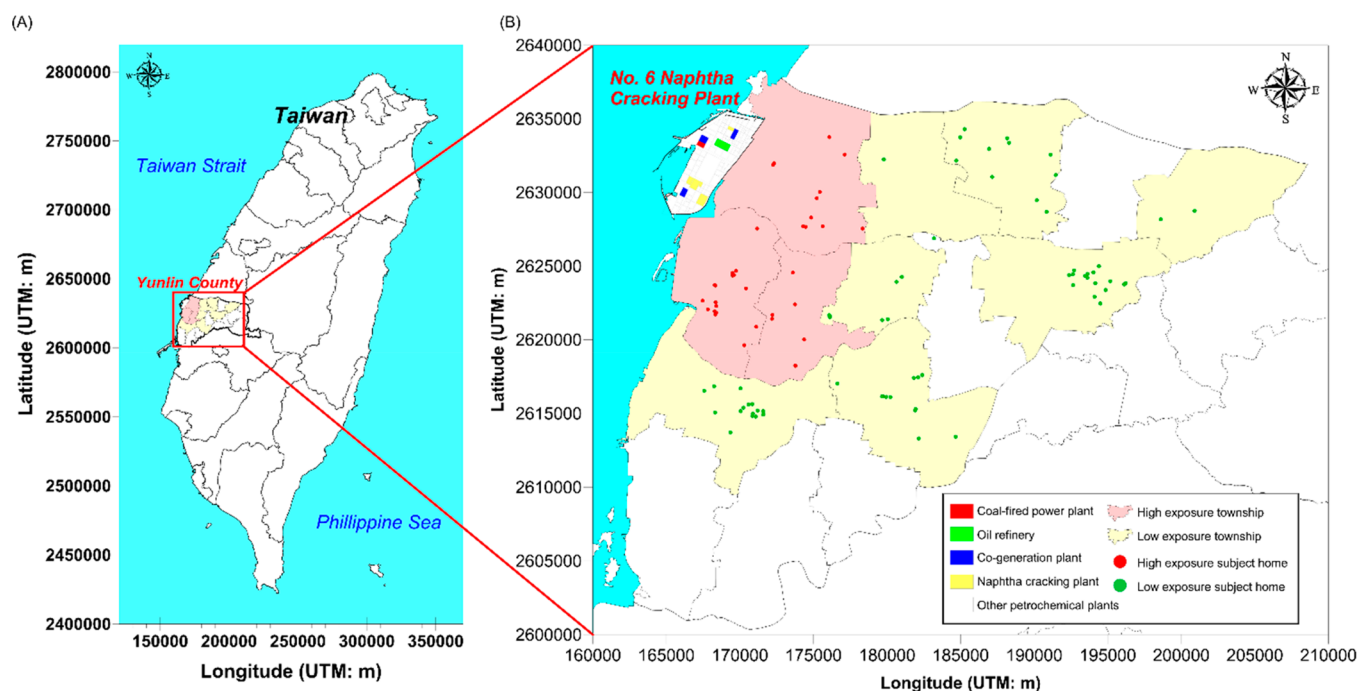 (A)
N
W
E
S
2800000
2750000
2700000
2650000
2600000
2550000
2500000
2450000
2400000
Latitude (UTM: m)
Taiwan
Taiwan Strait
Yunlin County
Phillippine Sea
150000
200000
250000
300000
350000
Longitude (UTM: m)
(B)
2640000
2635000
2630000
2625000
2620000
2615000
2610000
2605000
2600000
Latitude (UTM: m)
No. 6 Naphtha
Cracking Plant
N
W
E
S
Coal-fired power plant
Oil refinery
Co-generation plant
Naphtha cracking plant
Other petrochemical plants
High exposure township
Low exposure township
High exposure subject home
Low exposure subject home
160000
165000
170000
175000
180000
185000
190000
195000
200000
205000
210000
Longitude (UTM: m)